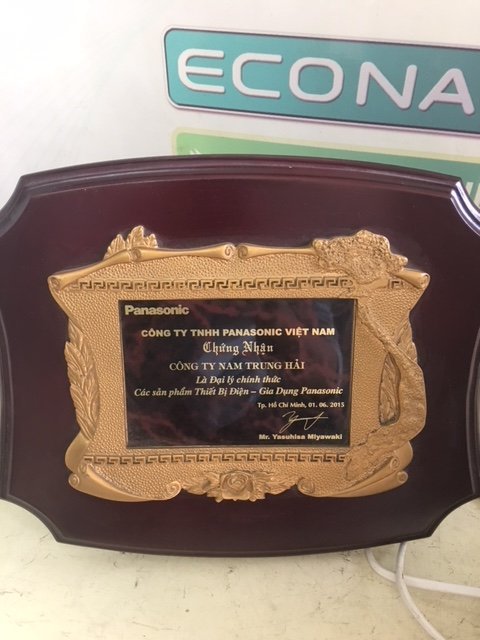 ECONA
Panasonic
CÔNG TY TNHH PANASONIC VIỆT NAM
Chứng Nhận
CÔNG TY NAM TRUNG HẢI
Là Đại lý chính thức
Các sản phẩm Thiết Bị Điện – Gia Dụng Panasonic
Tp. Hồ Chí Minh, 01. 06. 2015
Mr. Yasuhisa Miyawaki